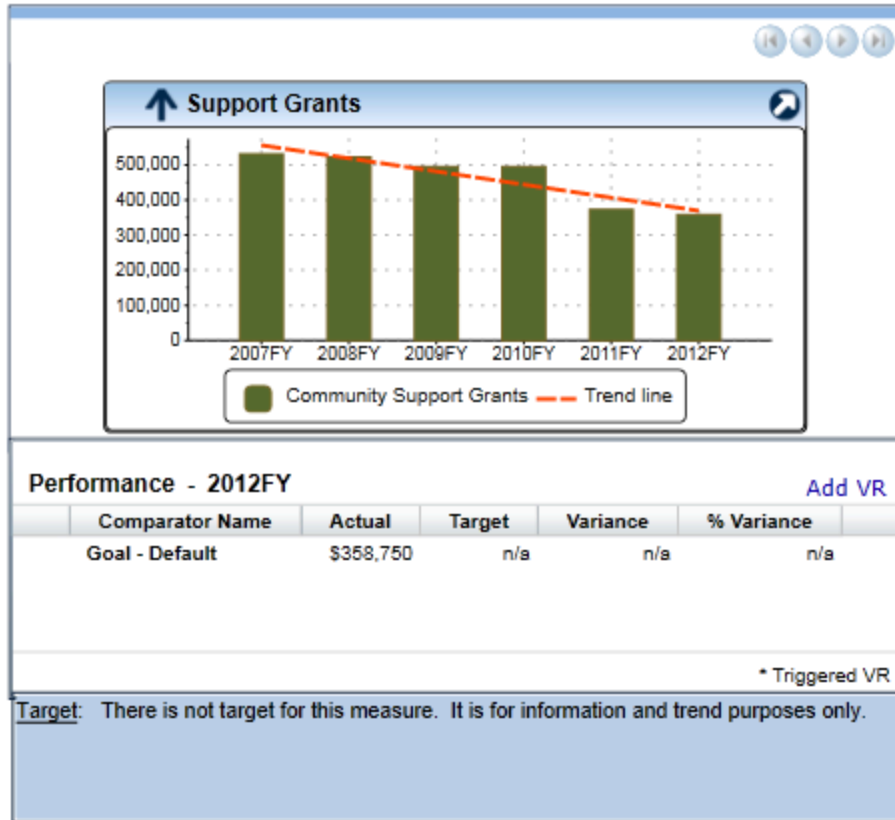 Support Grants
500,000
400,000
300,000
200,000
100,000
0
2007FY 2008FY 2009FY 2010FY 2011FY 2012FY
Community Support Grants Trend line
Performance - 2012FY
Add VR
Comparator Name Actual Target Variance % Variance
Goal - Default $358,750 n/a n/a n/a
* Triggered VR
Target: There is not target for this measure. It is for information and trend purposes only.